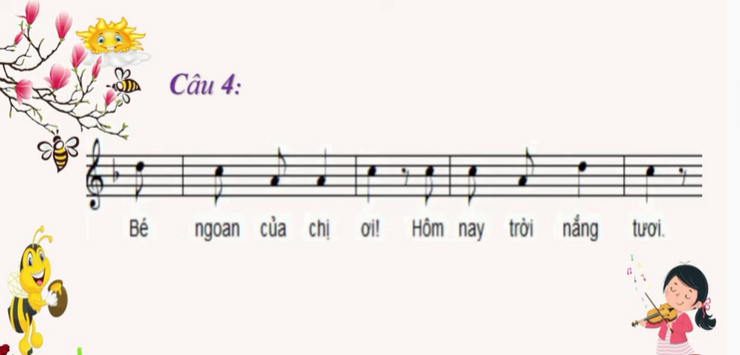 Câu 4:
Bé ngoan của chị ơi! Hôm nay trời nắng tươi.